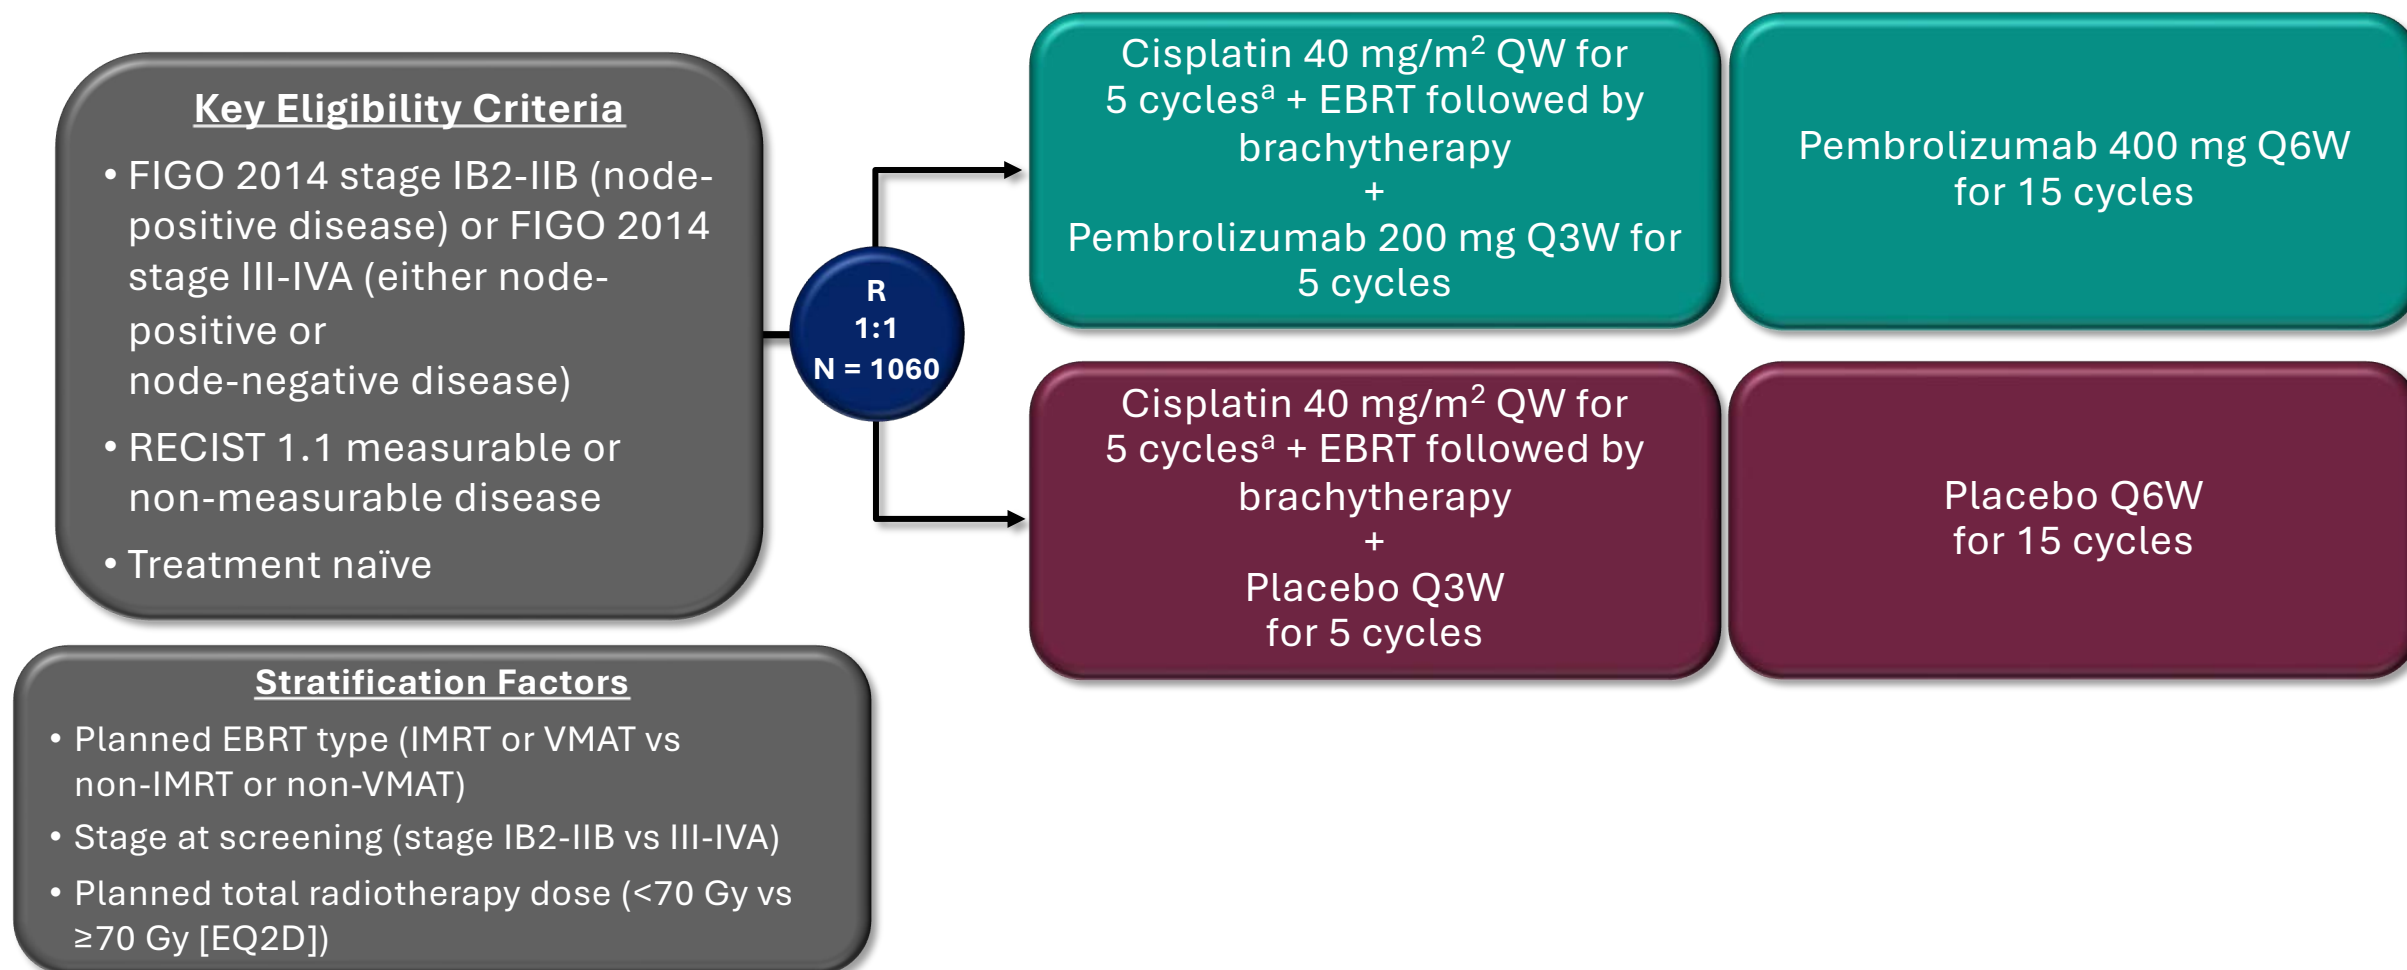 Key Eligibility Criteria
• FIGO 2014 stage IB2-IIB (node-
positive disease) or FIGO 2014
stage III-IVA (either node-
positive or
node-negative disease)
• RECIST 1.1 measurable or
non-measurable disease
• Treatment naïve
Stratification Factors
• Planned EBRT type (IMRT or VMAT vs
non-IMRT or non-VMAT)
• Stage at screening (stage IB2-IIB vs III-IVA)
• Planned total radiotherapy dose (<70 Gy vs
≥70 Gy [EQ2D])
R
1:1
N = 1060
Cisplatin 40 mg/m² QW for
5 cyclesᵃ + EBRT followed by
brachytherapy
+
Pembrolizumab 200 mg Q3W for
5 cycles
Pembrolizumab 400 mg Q6W
for 15 cycles
Cisplatin 40 mg/m² QW for
5 cyclesᵃ + EBRT followed by
brachytherapy
+
Placebo Q3W
for 5 cycles
Placebo Q6W
for 15 cycles